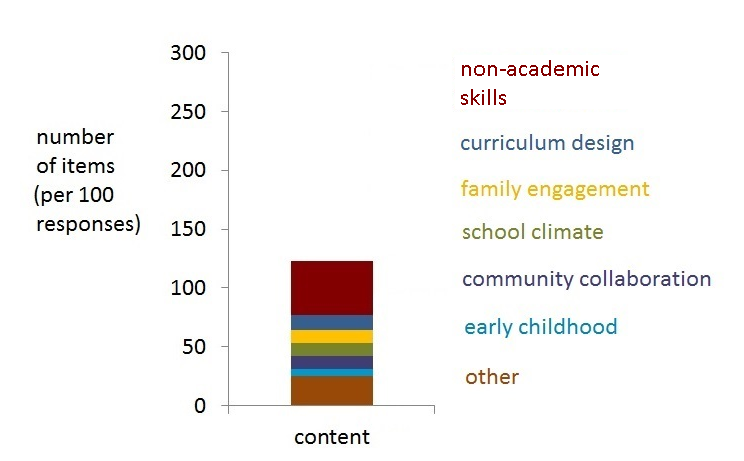 number
of items
(per 100
responses)
300
250
200
150
100
50
0
content
non-academic
skills
curriculum design
family engagement
school climate
community collaboration
early childhood
other